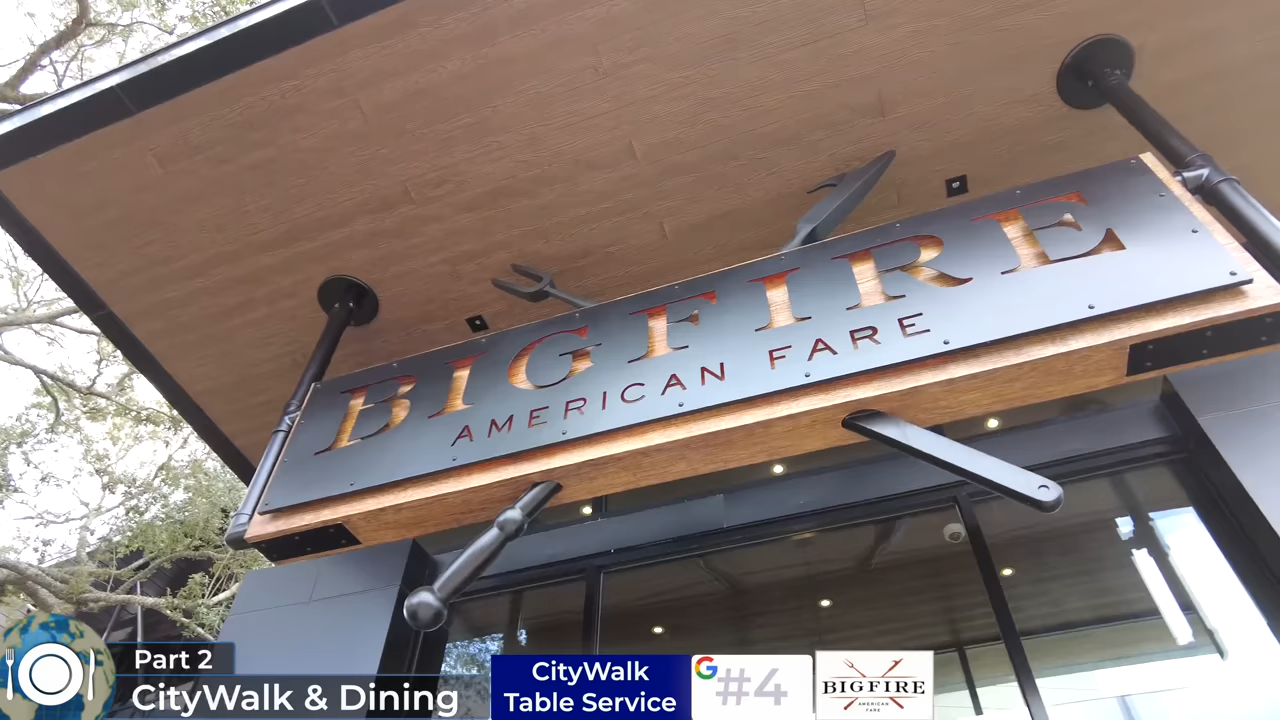 BIGFIRE
AMERICAN FARE
Part 2
CityWalk & Dining
CityWalk
Table Service
G
#4
BIGFIRE
AMERICAN
FARE